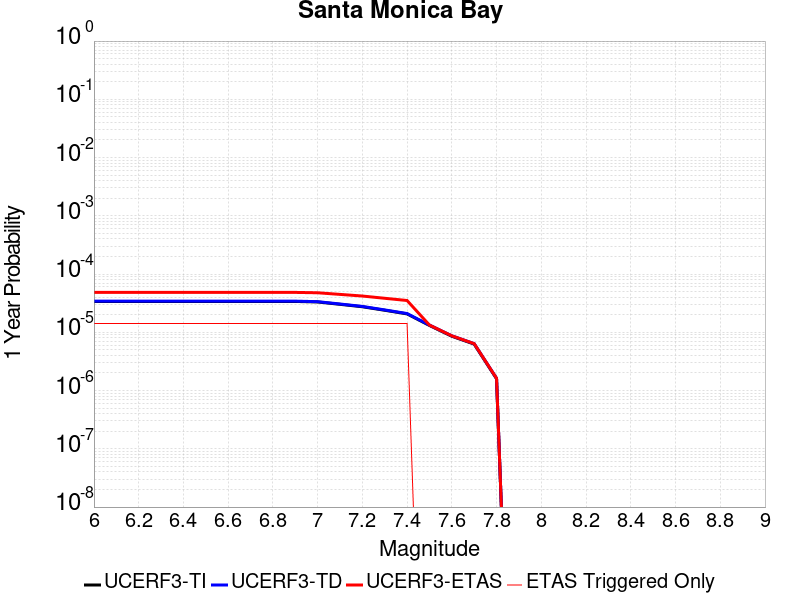 Santa Monica Bay
10^0
10^-1
10^-2
10^-3
10^-4
10^-5
10^-6
10^-7
10^-8
1 Year Probability
6 6.2 6.4 6.6 6.8 7 7.2 7.4 7.6 7.8 8 8.2 8.4 8.6 8.8 9
Magnitude
UCERF3-TI UCERF3-TD UCERF3-ETAS ETAS Triggered Only